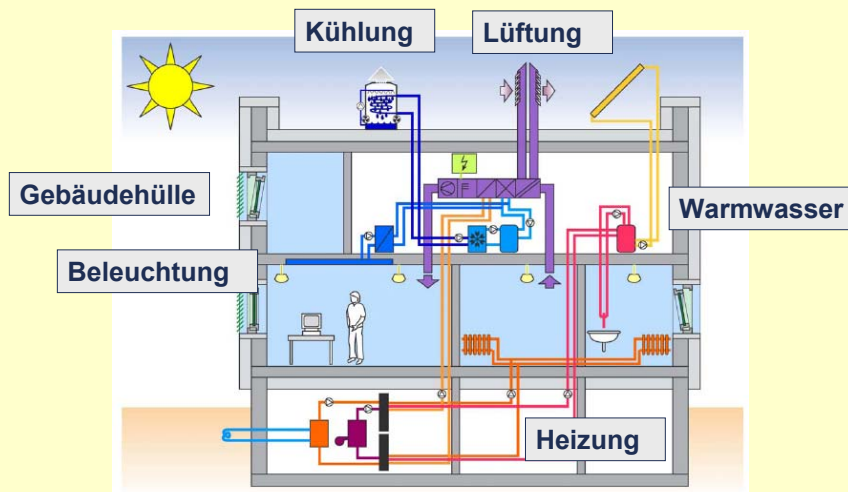 Kühlung
Lüftung
Gebäudehülle
Warmwasser
Beleuchtung
Heizung